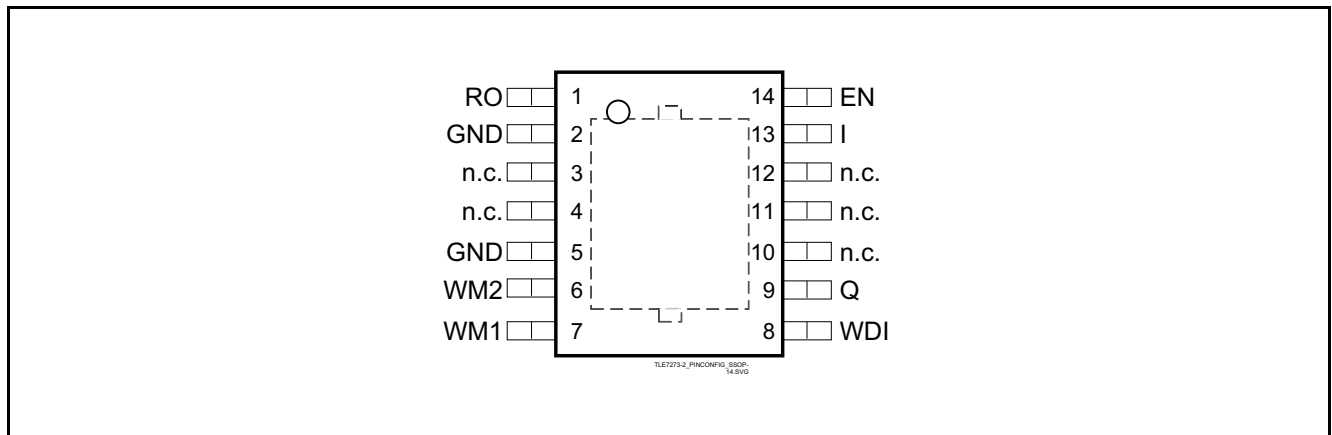 RO 1 14 EN
GND 2 13 I
n.c. 3 12 n.c.
n.c. 4 11 n.c.
GND 5 10 n.c.
WM2 6 9 Q
WM1 7 8 WDI
TLE7273-2_PINCONFIG_SSOP-
14.SVG